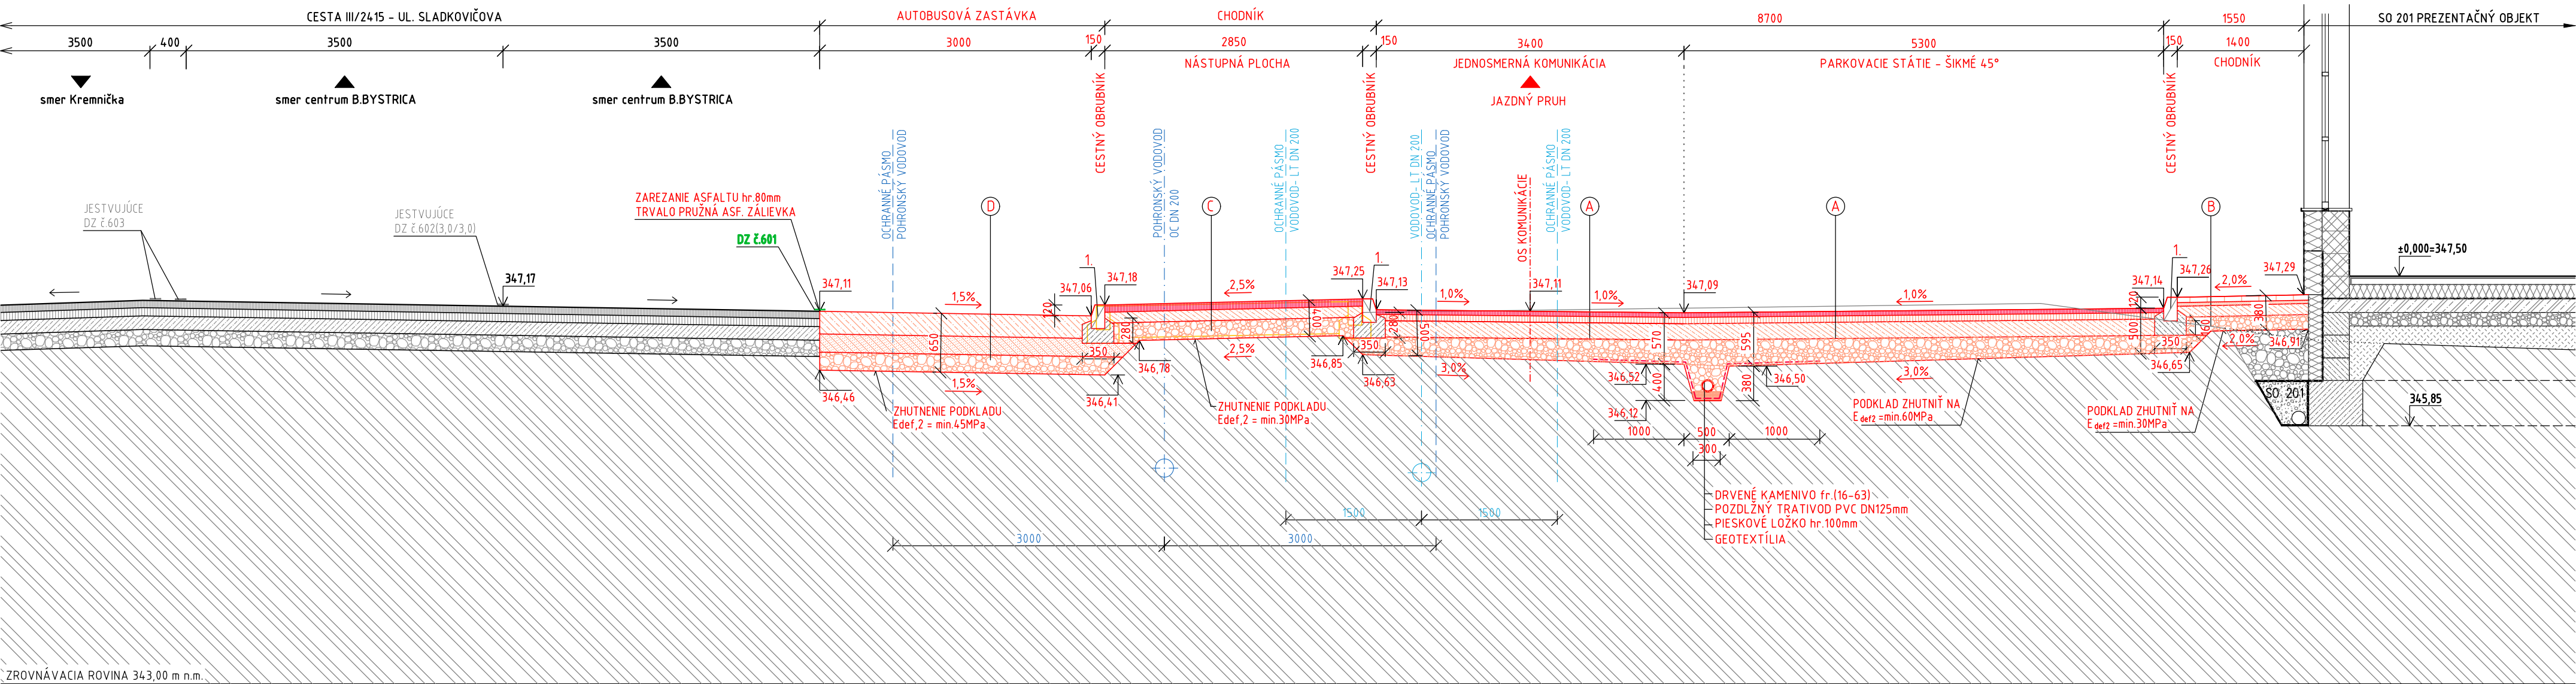 CESTA III/2415 - UL. SLADKOVIČOVA
AUTOBUSOVÁ ZASTÁVKA
CHODNÍK
8700
1550
SO 201 PREZENTAČNÝ OBJEKT
3500
400
3500
3500
3000
150
2850
150
3400
5300
150
1400
NÁSTUPNÁ PLOCHA
JEDNOSMERNÁ KOMUNIKÁCIA
PARKOVACIE STÁTIE - ŠIKMÉ 45°
CHODNÍK
smer Kremnička
smer centrum B.BYSTRICA
smer centrum B.BYSTRICA
JAZDNÝ PRUH
CESTNÝ OBRUBNÍK
CESTNÝ OBRUBNÍK
CESTNÝ OBRUBNÍK
OCHRANNÉ PÁSMO
POHRONSKÝ VODOVOD
POHRONSKÝ VODOVOD
OC DN 200
OCHRANNÉ PÁSMO
VODOVOD- LT DN 200
VODOVOD- LT DN 200
OCHRANNÉ PÁSMO
POHRONSKÝ VODOVOD
OS KOMUNIKÁCIE
OCHRANNÉ PÁSMO
VODOVOD- LT DN 200
JESTVUJÚCE
DZ č.603
JESTVUJÚCE
DZ č.602(3,0/3,0)
ZAREZANIE ASFALTU hr.80mm
TRVALO PRUŽNÁ ASF. ZÁLIEVKA
DZ č.601
D
C
A
A
B
347,17
347,11
1,5%
347,06
1.
347,18
2,5%
347,25
1.
347,13
1,0%
347,11
1,0%
347,09
1,0%
347,14
1.
347,26
2,0%
347,29
±0,000=347,50
120
650
280
350
400
350
280
500
570
595
120
500
160
350
380
346,46
1,5%
346,41
346,78
2,5%
346,85
346,63
3,0%
346,52
400
346,12
380
346,50
3,0%
346,65
2,0%
346,91
SO 201
345,85
ZHUTNENIE PODKLADU
Edef,2 = min.45MPa
ZHUTNENIE PODKLADU
Edef,2 = min.30MPa
PODKLAD ZHUTNIŤ NA
E def2 =min.60MPa
PODKLAD ZHUTNIŤ NA
E def2 =min.30MPa
1000
500
1000
300
DRVENÉ KAMENIVO fr.(16-63)
POZDLŽNÝ TRATIVOD PVC DN125mm
PIESKOVÉ LOŽKO hr.100mm
GEOTEXTÍLIA
1500
1500
3000
3000
ZROVNÁVACIA ROVINA 343,00 m n.m.